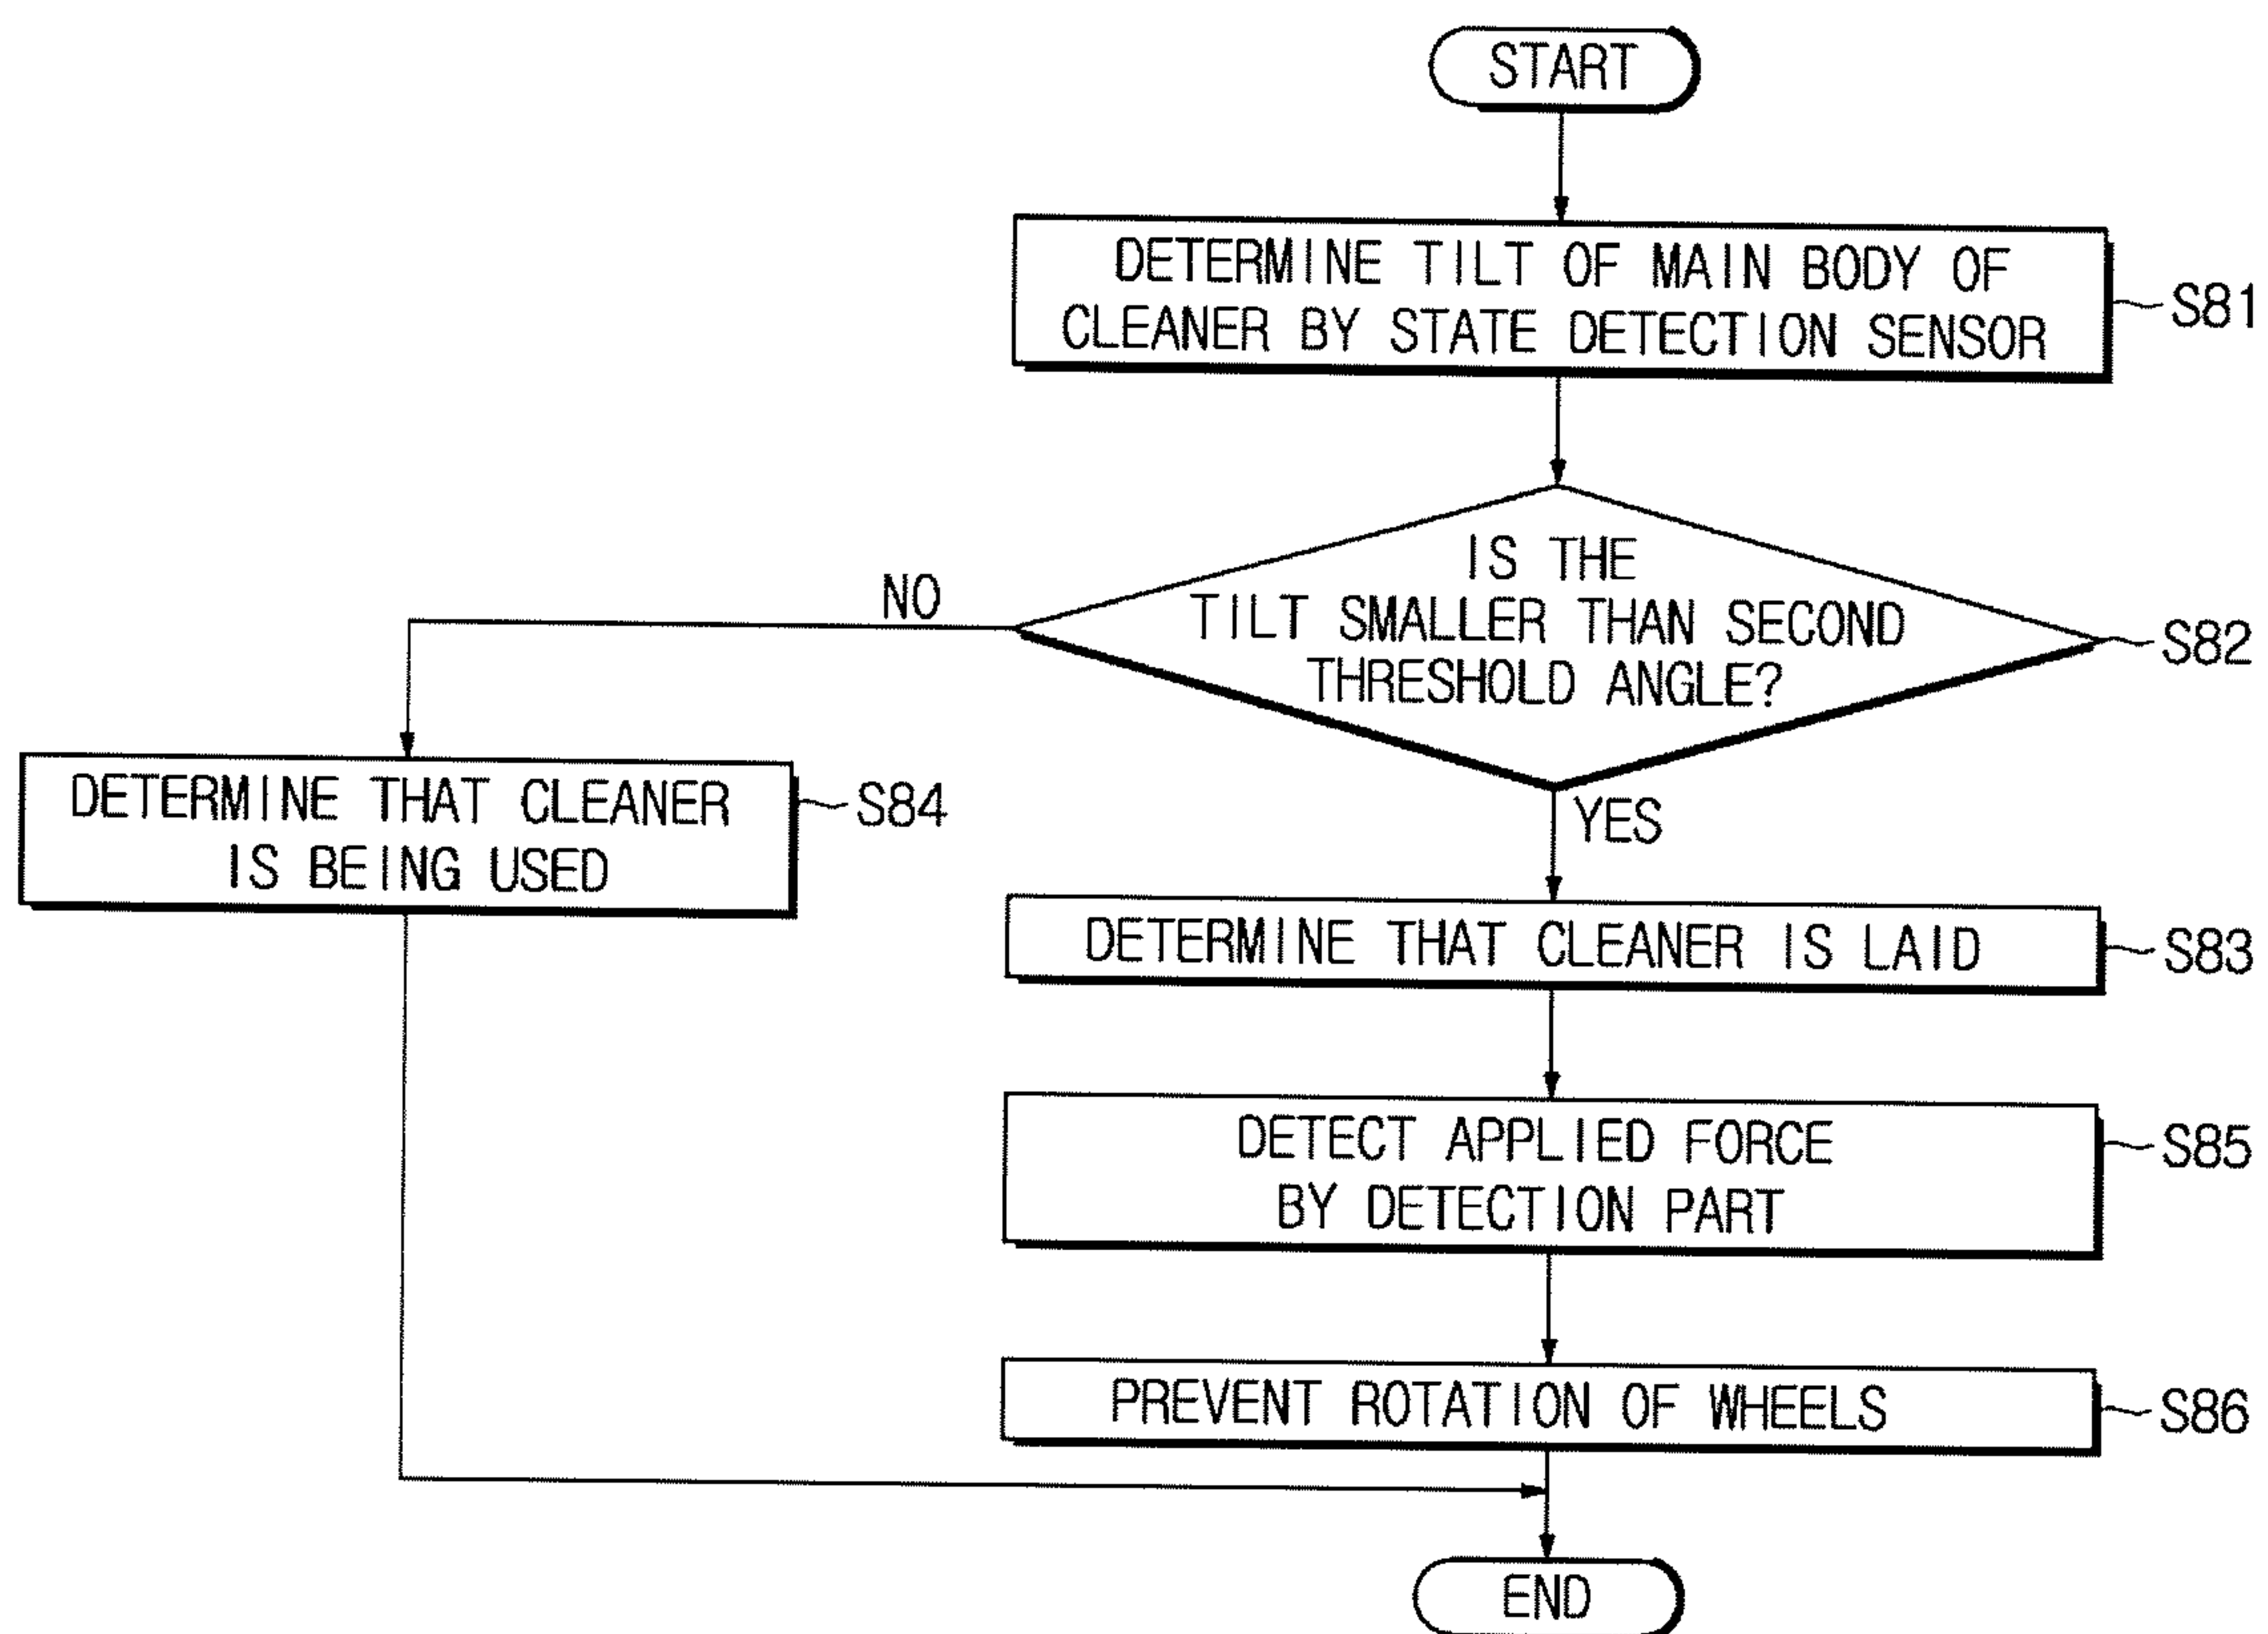 START
DETERMINE TILT OF MAIN BODY OF
CLEANER BY STATE DETECTION SENSOR
S81
IS THE
TILT SMALLER THAN SECOND
THRESHOLD ANGLE?
S82
NO
YES
DETERMINE THAT CLEANER
IS BEING USED
S84
DETERMINE THAT CLEANER IS LAID
S83
DETECT APPLIED FORCE
BY DETECTION PART
S85
PREVENT ROTATION OF WHEELS
S86
END